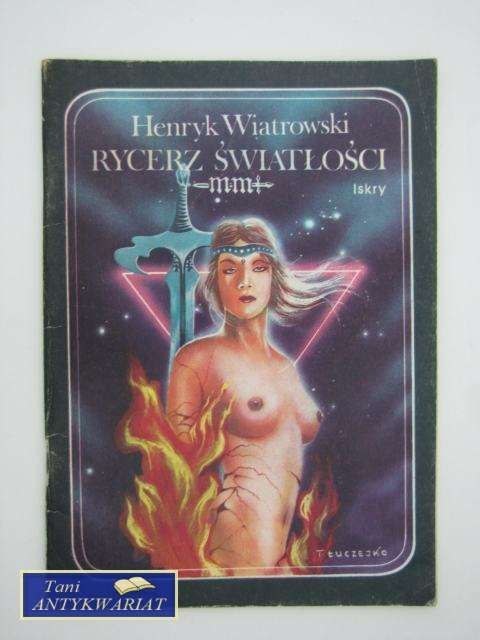 Henryk Wiatrowski
RYCERZ ŚWIATŁOŚCI
Iskry
T ŁUCZEJKO
Tani
ANTYKWARIAT